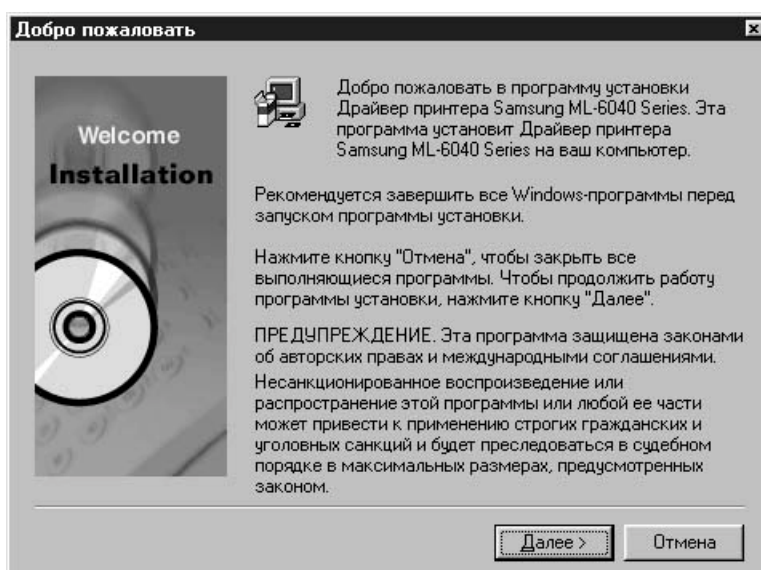 Добро пожаловать
Welcome
Installation
Добро пожаловать в программу установки
Драйвер принтера Samsung ML-6040 Series. Эта
программа установит Драйвер принтера
Samsung ML-6040 Series на ваш компьютер.
Рекомендуется завершить все Windows-программы перед
запуском программы установки.
Нажмите кнопку "Отмена", чтобы закрыть все
выполняющиеся программы. Чтобы продолжить работу
программы установки, нажмите кнопку "Далее".
ПРЕДУПРЕЖДЕНИЕ. Эта программа защищена законами
об авторских правах и международными соглашениями.
Несанкционированное воспроизведение или
распространение этой программы или любой ее части
может привести к применению строгих гражданских и
уголовных санкций и будет преследоваться в судебном
порядке в максимальных размерах, предусмотренных
законом.
Далее >
Отмена